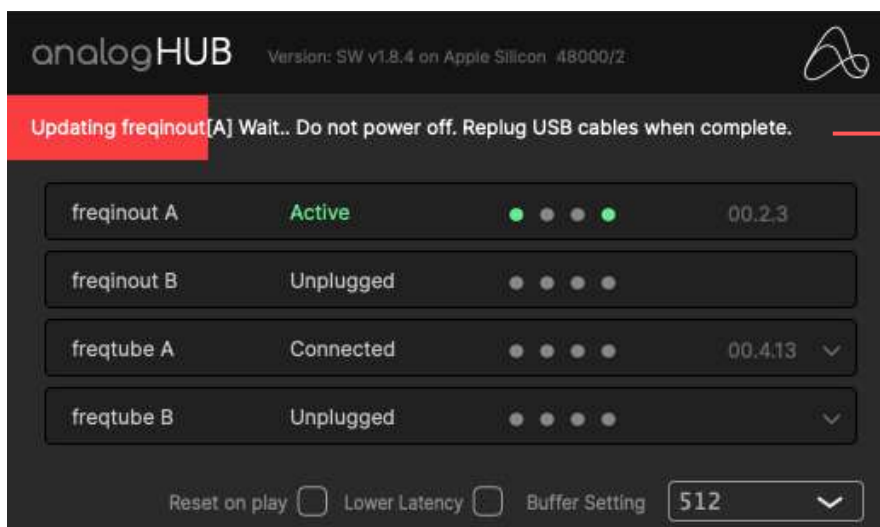 analogHUB Version: SW v1.8.4 on Apple Silicon 48000/2
Updating freqinout[A] Wait.. Do not power off. Replug USB cables when complete.
freqinout A Active 00.2.3
freqinout B Unplugged
freqtube A Connected 00.4.13
freqtube B Unplugged
Reset on play Lower Latency Buffer Setting 512